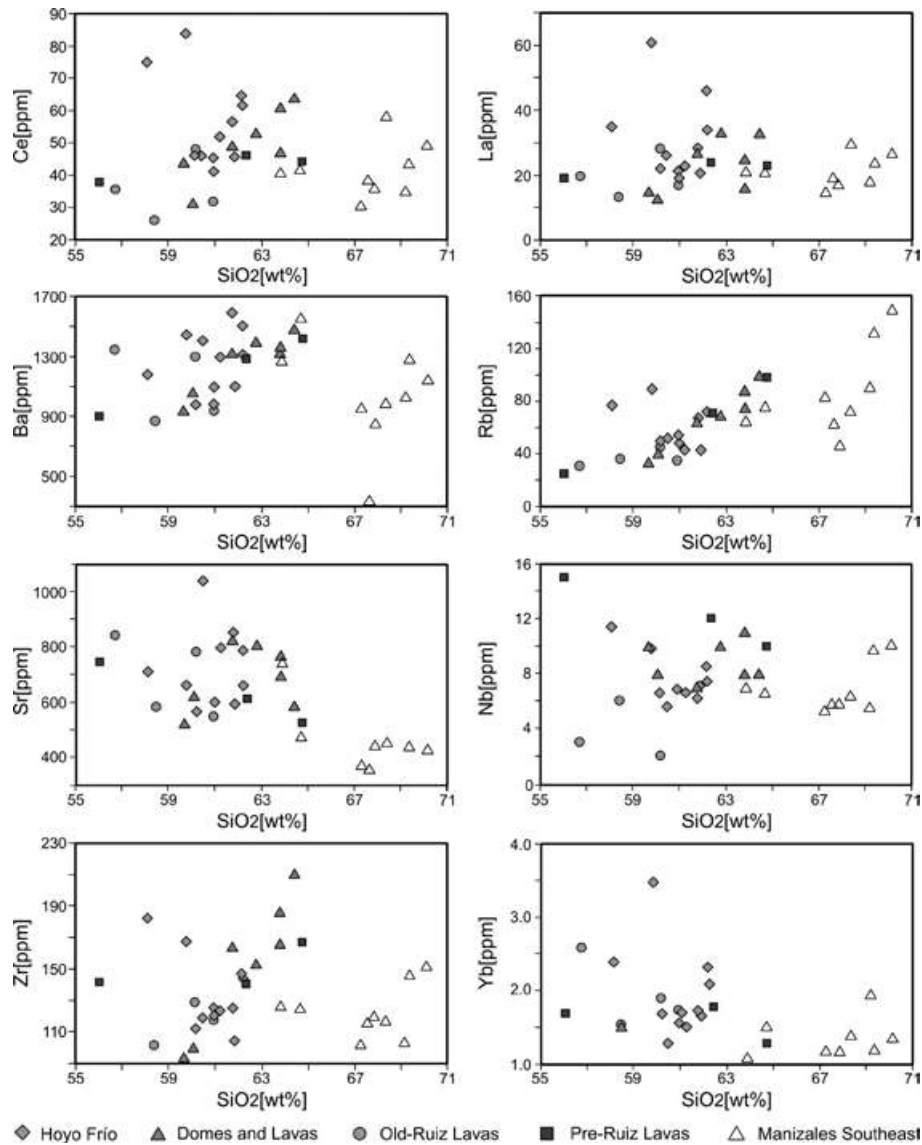 90
80
70
60
50
40
30
20
Ce[ppm]
55 59 63 67 71
SiO2[wt%]
60
40
20
0
La[ppm]
55 59 63 67 71
SiO2[wt%]
1700
1300
900
500
Ba[ppm]
55 59 63 67 71
SiO2[wt%]
160
120
80
40
0
Rb[ppm]
55 59 63 67 71
SiO2[wt%]
1000
800
600
400
Sr[ppm]
55 59 63 67 71
SiO2[wt%]
16
12
8
4
0
Nb[ppm]
55 59 63 67 71
SiO2[wt%]
230
190
150
110
Zr[ppm]
55 59 63 67 71
SiO2[wt%]
4.0
3.0
2.0
1.0
Yb[ppm]
55 59 63 67 71
SiO2[wt%]
Hoyo Frío Domes and Lavas Old-Ruiz Lavas Pre-Ruiz Lavas Manizales Southeast